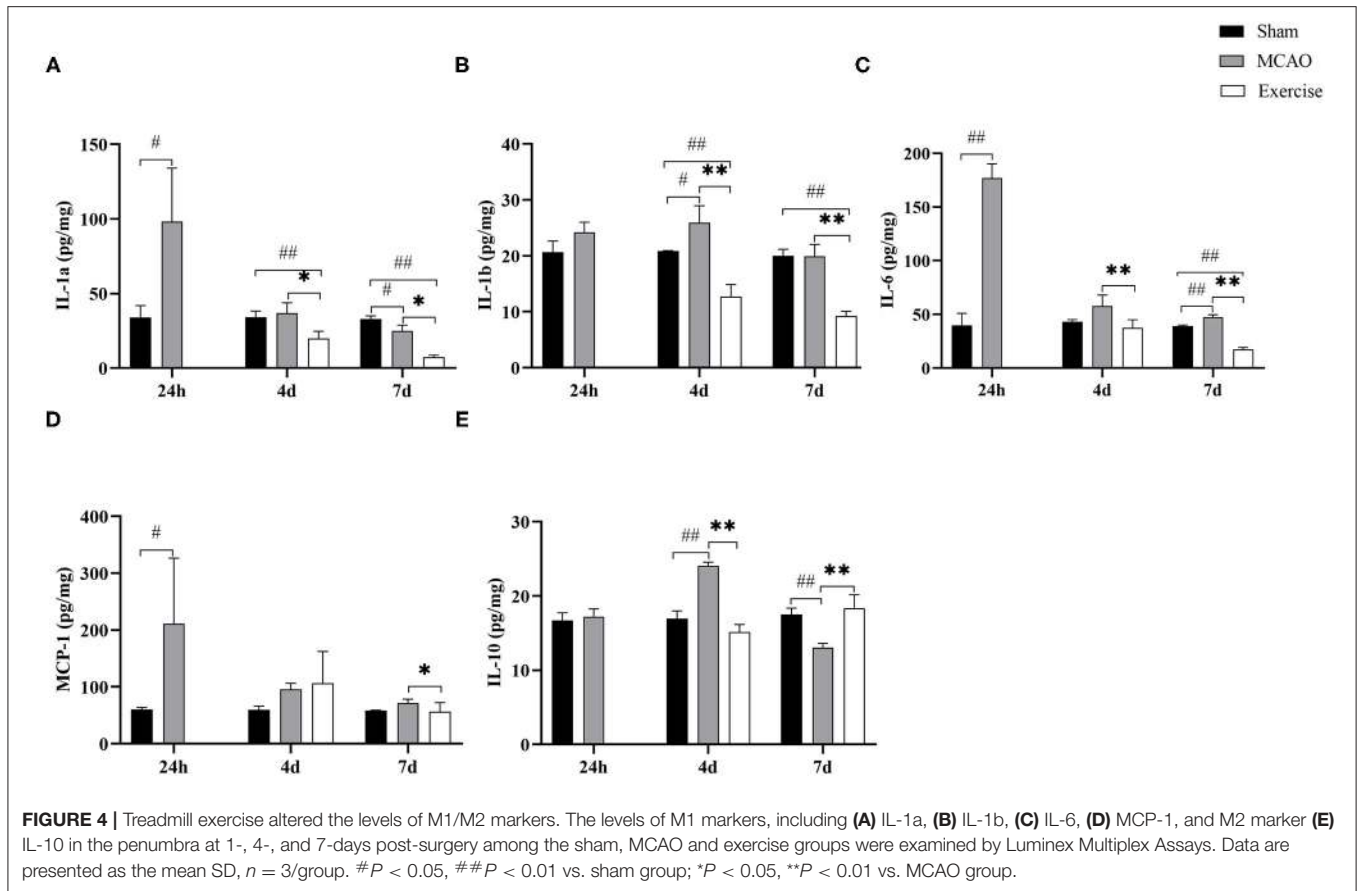 Sham
MCAO
Exercise
A
IL-1a (pg/mg)
150
100
50
0
#
##
*
##
#
*
24h
4d
7d
B
IL-1b (pg/mg)
40
30
20
10
0
##
#
**
##
**
24h
4d
7d
C
IL-6 (pg/mg)
200
150
100
50
0
##
**
##
##
**
24h
4d
7d
D
MCP-1 (pg/mg)
400
300
200
100
0
#
*
24h
4d
7d
E
IL-10 (pg/mg)
30
20
10
0
##
**
##
**
24h
4d
7d
FIGURE 4 | Treadmill exercise altered the levels of M1/M2 markers. The levels of M1 markers, including (A) IL-1a, (B) IL-1b, (C) IL-6, (D) MCP-1, and M2 marker (E)
IL-10 in the penumbra at 1-, 4-, and 7-days post-surgery among the sham, MCAO and exercise groups were examined by Luminex Multiplex Assays. Data are
presented as the mean SD, n = 3/group. #P < 0.05, ##P < 0.01 vs. sham group; *P < 0.05, **P < 0.01 vs. MCAO group.